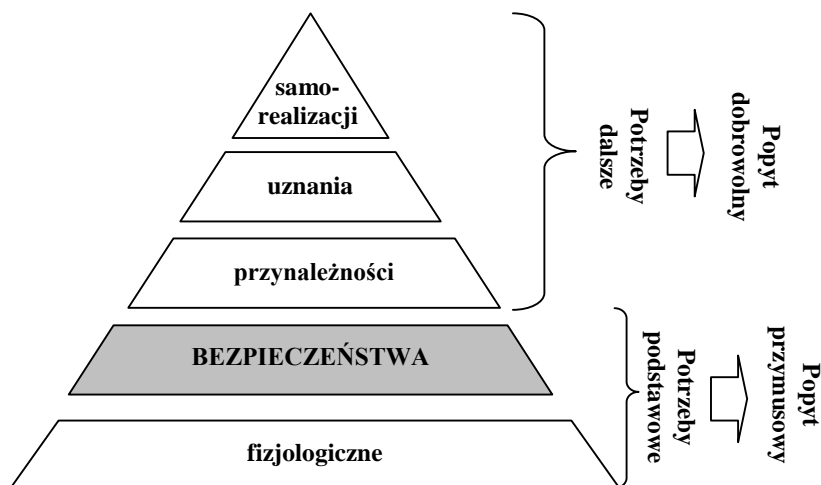 samo-
realizacji
uznania
przynależności
BEZPIECZEŃSTWA
fizjologiczne
Potrzeby
dalsze
Popyt
dobrowolny
Potrzeby
podstawowe
Popyt
przymusowy